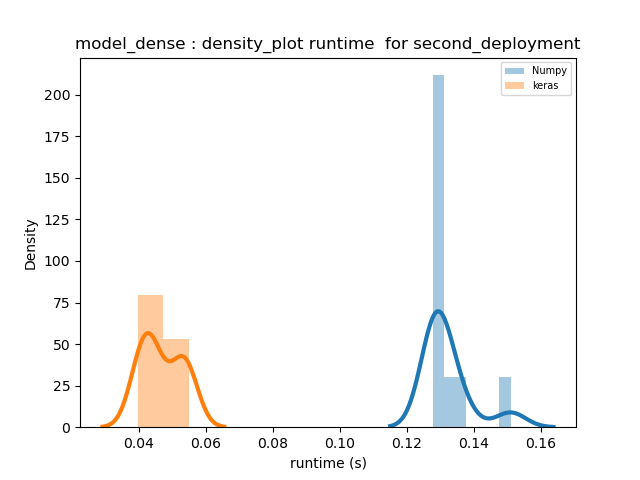 model_dense : density_plot runtime  for second_deployment
Numpy
keras
200
175
150
125
100
75
50
25
0
Density
0.04 0.06 0.08 0.10 0.12 0.14 0.16
runtime (s)